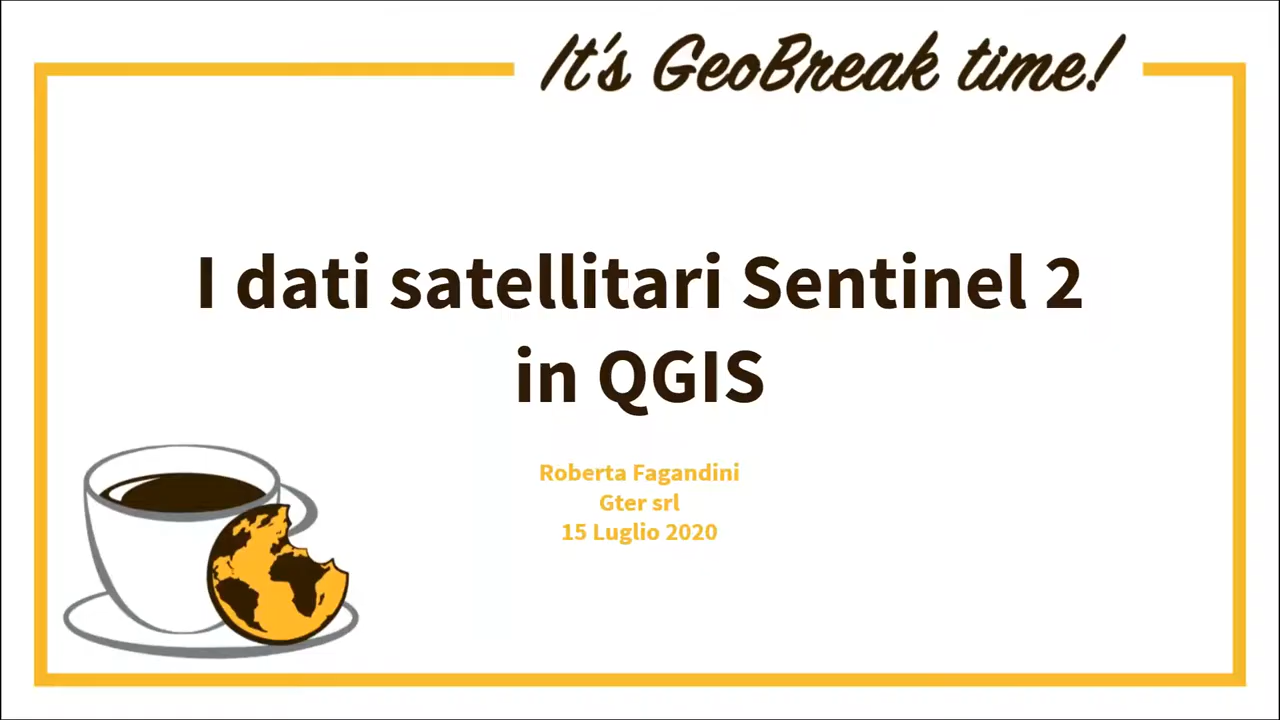 It's GeoBreak time!
I dati satellitari Sentinel 2
in QGIS
Roberta Fagandini
Gter srl
15 Luglio 2020